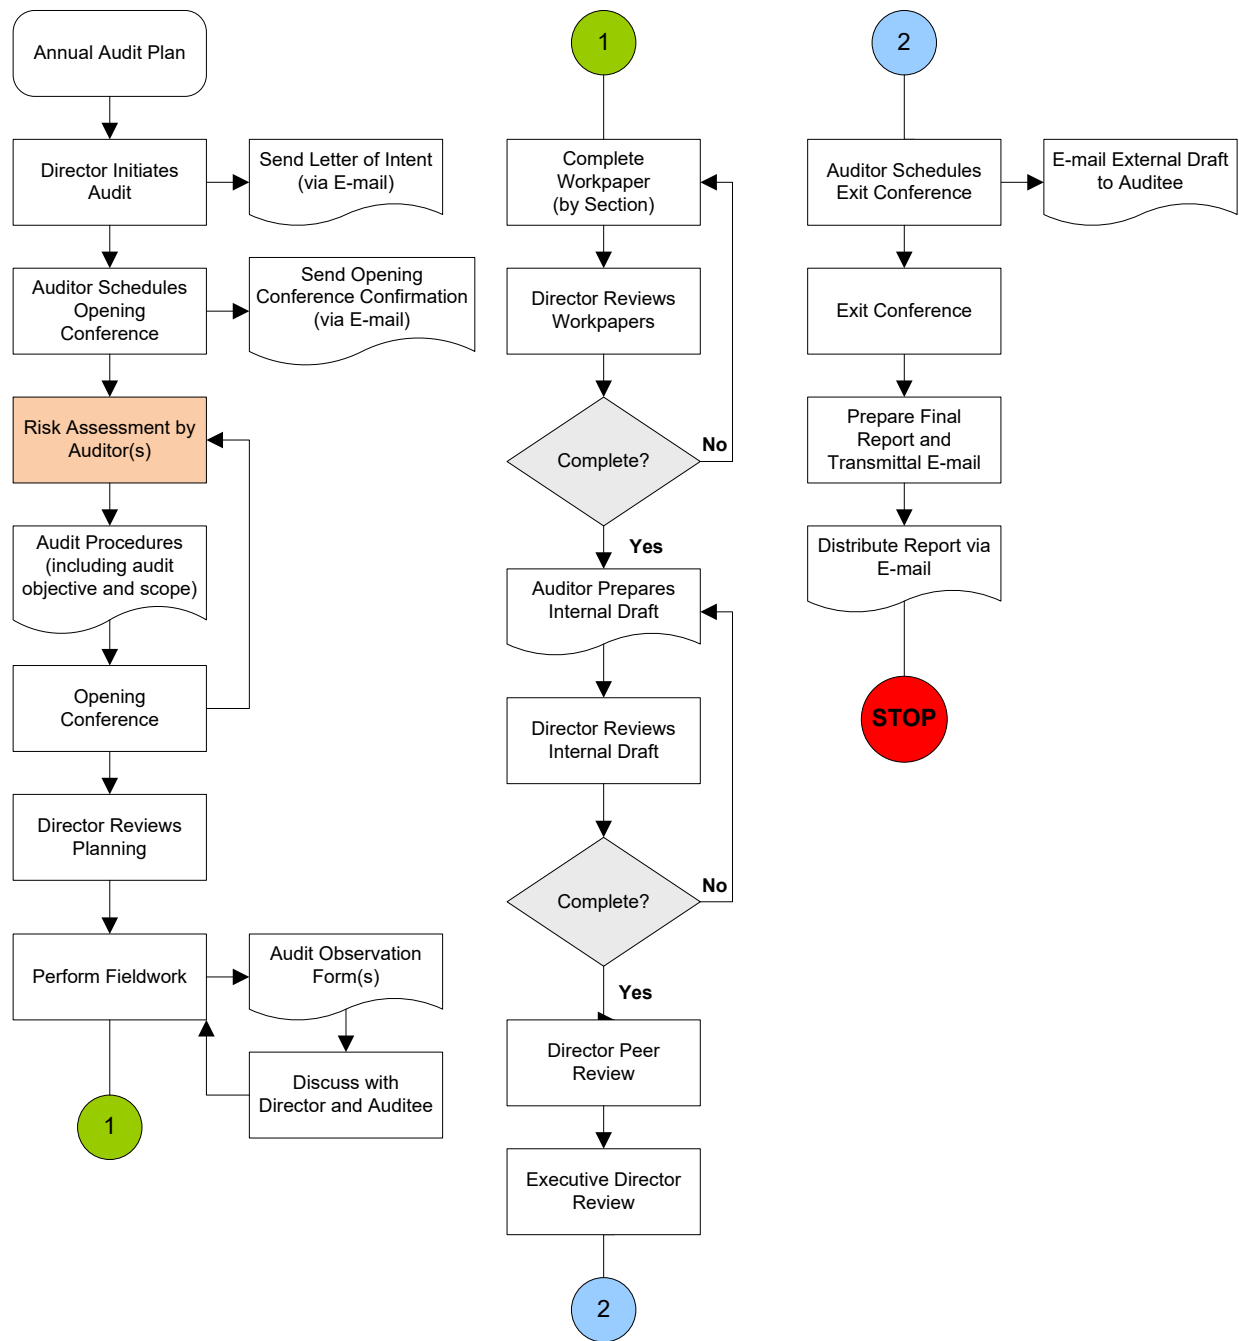 Annual Audit Plan
Director Initiates
Audit
Send Letter of Intent
(via E-mail)
Auditor Schedules
Opening
Conference
Send Opening
Conference Confirmation
(via E-mail)
Risk Assessment by
Auditor(s)
Audit Procedures
(including audit
objective and scope)
Opening
Conference
Director Reviews
Planning
Perform Fieldwork
Audit Observation
Form(s)
Discuss with
Director and Auditee
1
1
Complete
Workpaper
(by Section)
Director Reviews
Workpapers
Complete?
No
Yes
Auditor Prepares
Internal Draft
Director Reviews
Internal Draft
Complete?
No
Yes
Director Peer
Review
Executive Director
Review
2
2
Auditor Schedules
Exit Conference
E-mail External Draft
to Auditee
Exit Conference
Prepare Final
Report and
Transmittal E-mail
Distribute Report via
E-mail
STOP